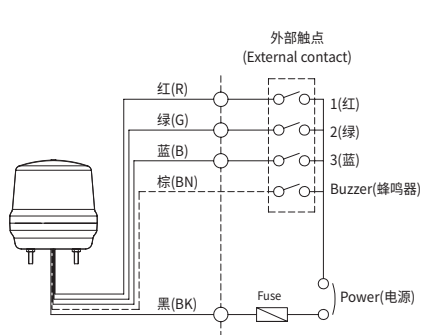 外部触点
(External contact)
红(R)
1(红)
绿(G)
2(绿)
蓝(B)
3(蓝)
棕(BN)
Buzzer(蜂鸣器)
Fuse
Power(电源)
黑(BK)